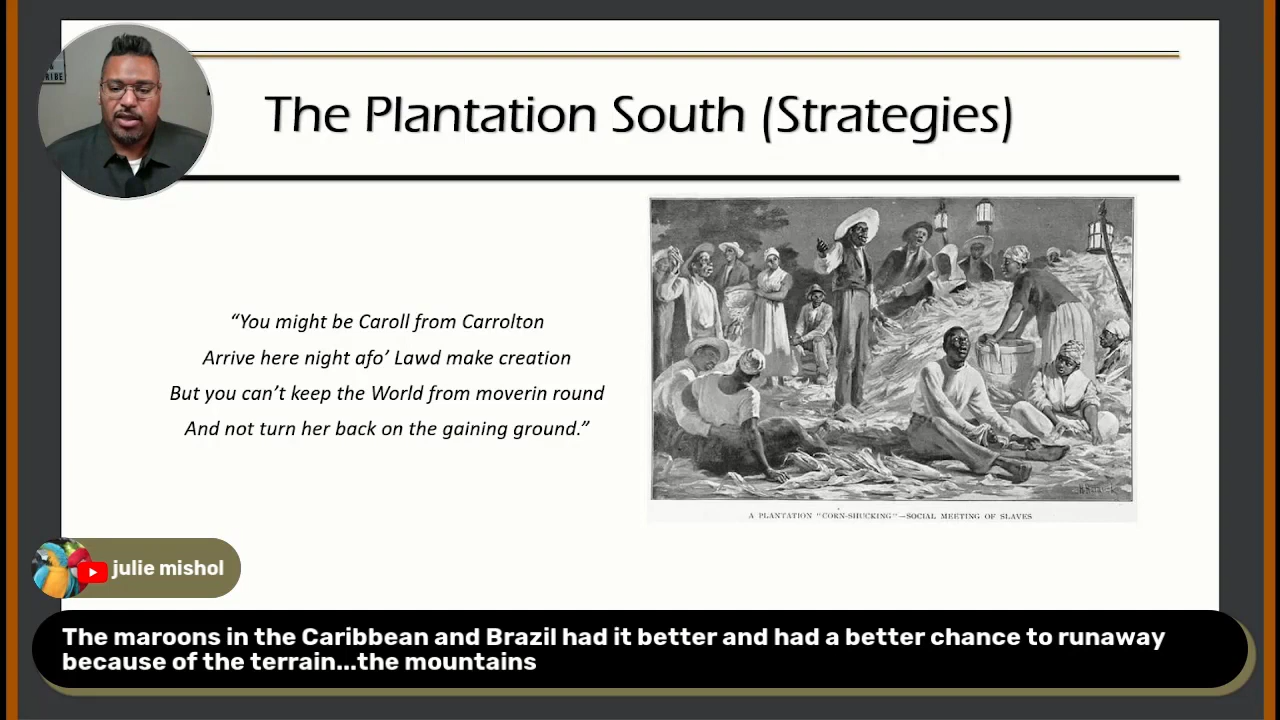 RIBE
The Plantation South (Strategies)
“You might be Caroll from Carrolton
Arrive here night afo’ Lawd make creation
But you can’t keep the World from moverin round
And not turn her back on the gaining ground.”
A PLANTATION "CORN-SHUCKING"—SOCIAL MEETING OF SLAVES
julie mishol
The maroons in the Caribbean and Brazil had it better and had a better chance to runaway
because of the terrain...the mountains